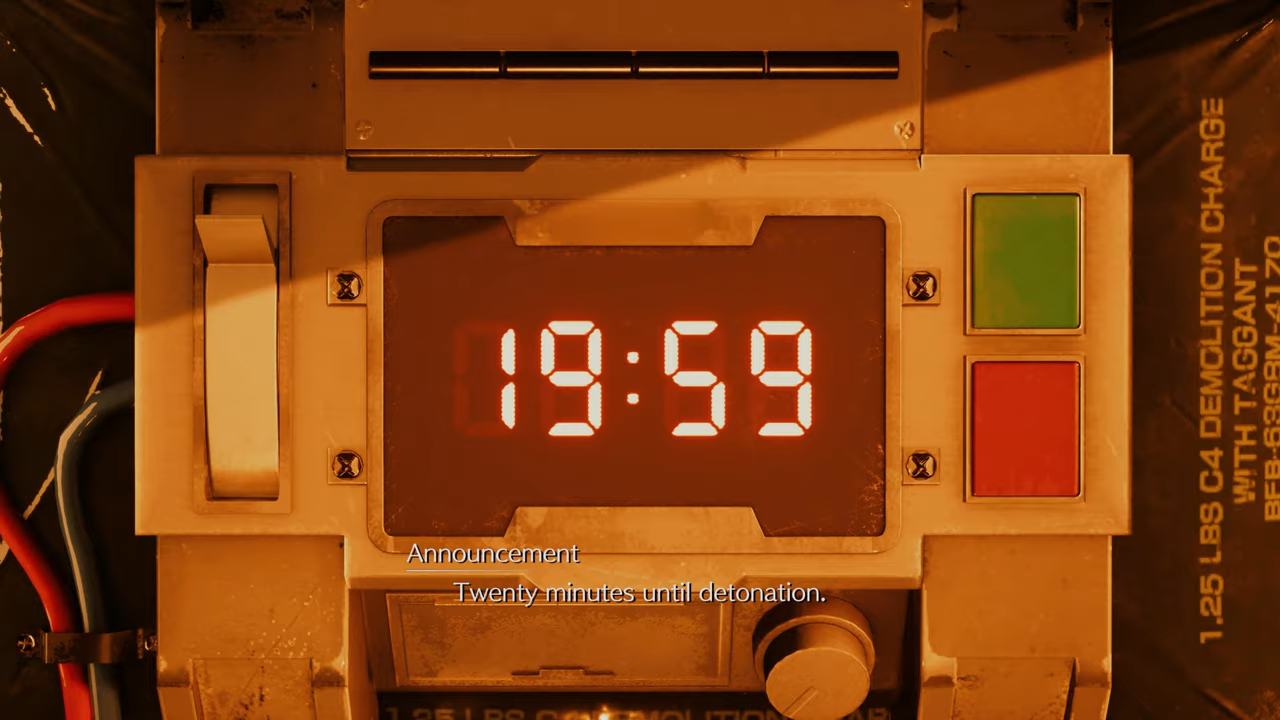 19:59
Announcement
Twenty minutes until detonation.
1.25 LBS C4 DEMOLITION CHARGE
WITH TAGGANT